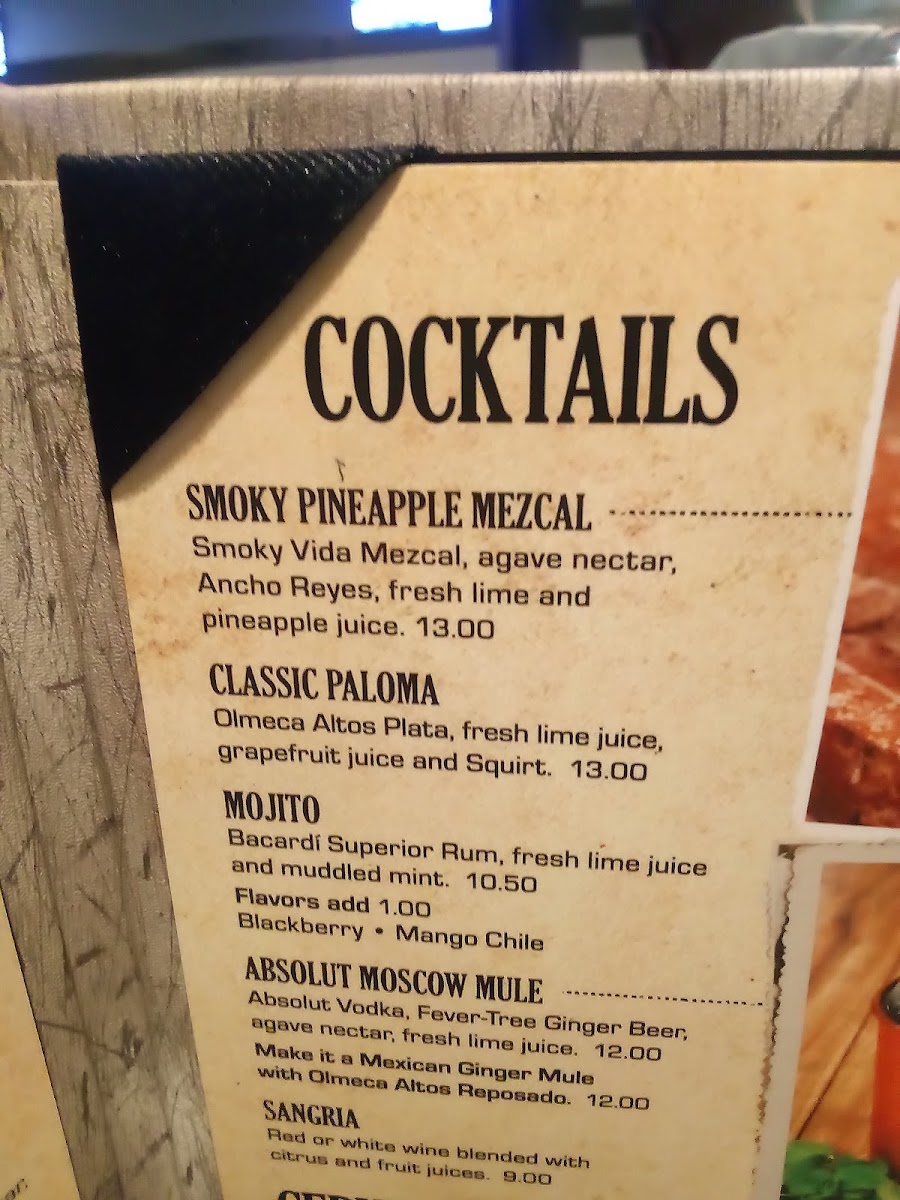 COCKTAILS
SMOKY PINEAPPLE MEZCAL
Smoky Vida Mezcal, agave nectar,
Ancho Reyes, fresh lime and
pineapple juice. 13.00
CLASSIC PALOMA
Olmeca Altos Plata, fresh lime juice,
grapefruit juice and Squirt. 13.00
MOJITO
Bacardí Superior Rum, fresh lime juice
and muddled mint. 10.50
Flavors add 1.00
Blackberry • Mango Chile
ABSOLUT MOSCOW MULE
Absolut Vodka, Fever-Tree Ginger Beer,
agave nectar, fresh lime juice. 12.00
Make it a Mexican Ginger Mule
with Olmeca Altos Reposado. 12.00
SANGRIA
Red or white wine blended with
citrus and fruit juices. 9.00